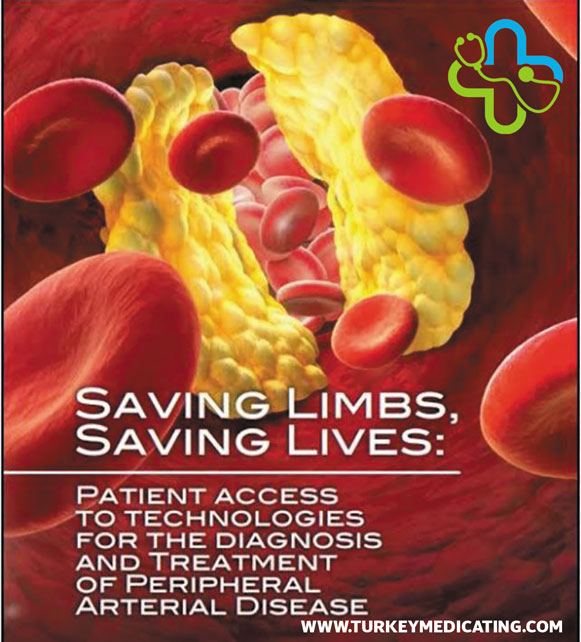 SAVING LIMBS,
SAVING LIVES:
PATIENT ACCESS
TO TECHNOLOGIES
FOR THE DIAGNOSIS
AND TREATMENT
OF PERIPHERAL
ARTERIAL DISEASE
WWW.TURKEYMEDICATING.COM